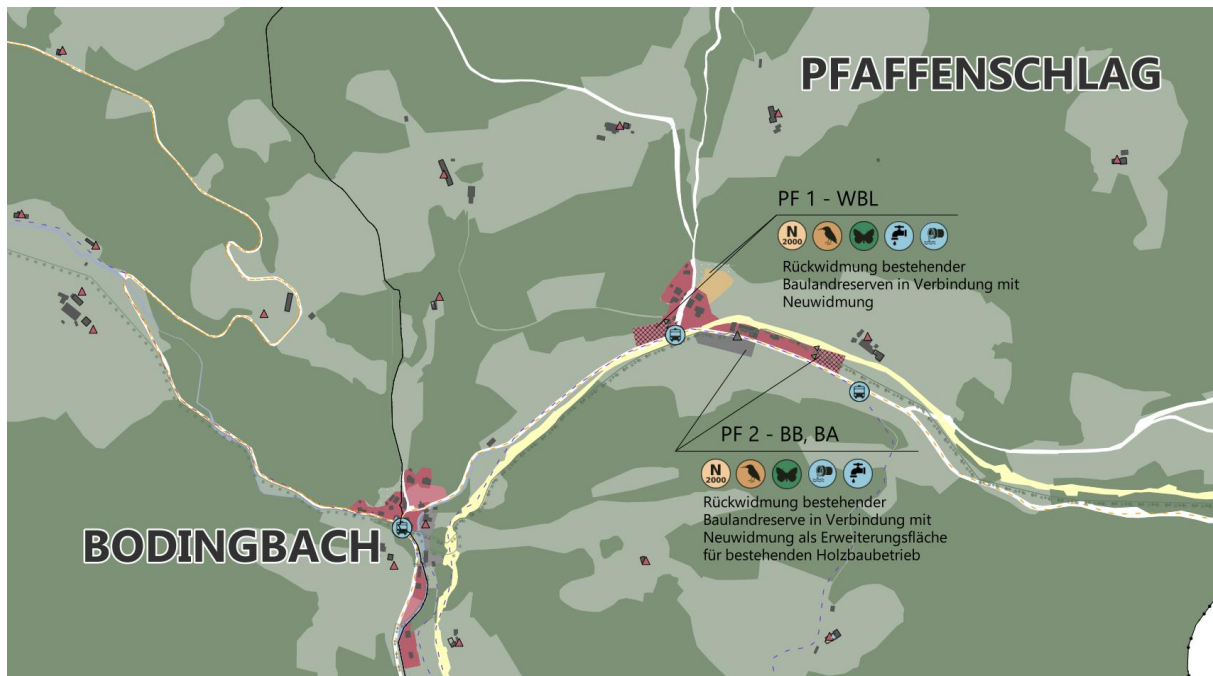 PFAFFENSCHLAG
PF 1 - WBL
N
2000
Rückwidmung bestehender
Baulandreserven in Verbindung mit
Neuwidmung
PF 2 - BB, BA
N
2000
Rückwidmung bestehender
Baulandreserve in Verbindung mit
Neuwidmung als Erweiterungsfläche
für bestehenden Holzbaubetrieb
BODINGBACH